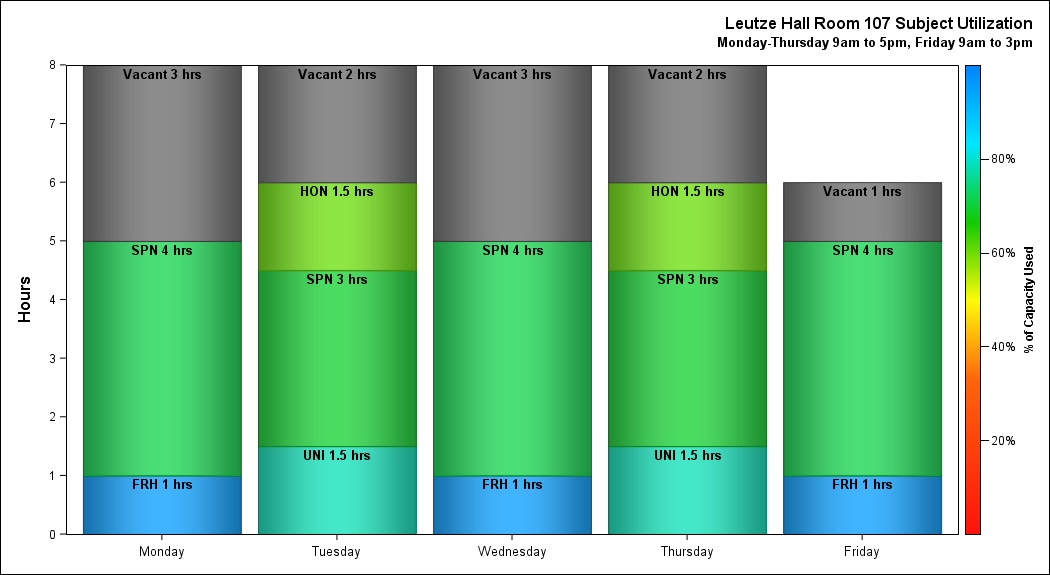 Leutze Hall Room 107 Subject Utilization
Monday-Thursday 9am to 5pm, Friday 9am to 3pm
Hours
8
7
6
5
4
3
2
1
0
Vacant 3 hrs
SPN 4 hrs
FRH 1 hrs
Vacant 2 hrs
HON 1.5 hrs
SPN 3 hrs
UNI 1.5 hrs
Vacant 3 hrs
SPN 4 hrs
FRH 1 hrs
Vacant 2 hrs
HON 1.5 hrs
SPN 3 hrs
UNI 1.5 hrs
Vacant 1 hrs
SPN 4 hrs
FRH 1 hrs
Monday
Tuesday
Wednesday
Thursday
Friday
80%
60%
40%
20%
% of Capacity Used